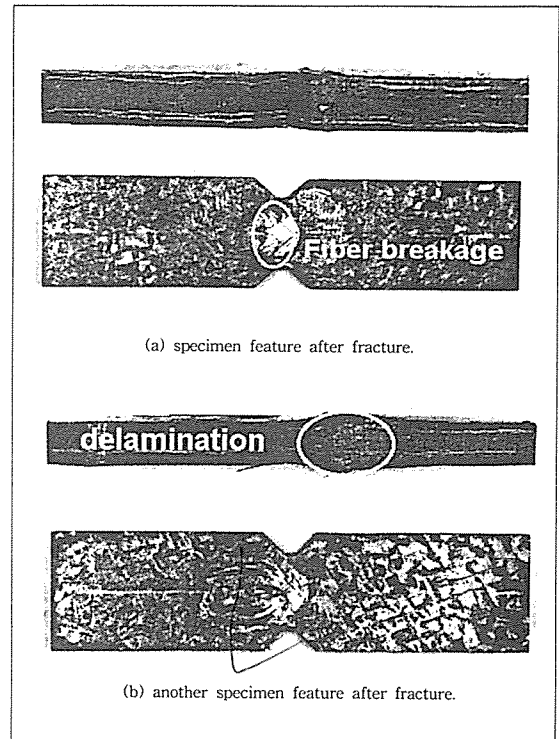 Fiber breakage
(a) specimen feature after fracture.
delamination
(b) another specimen feature after fracture.